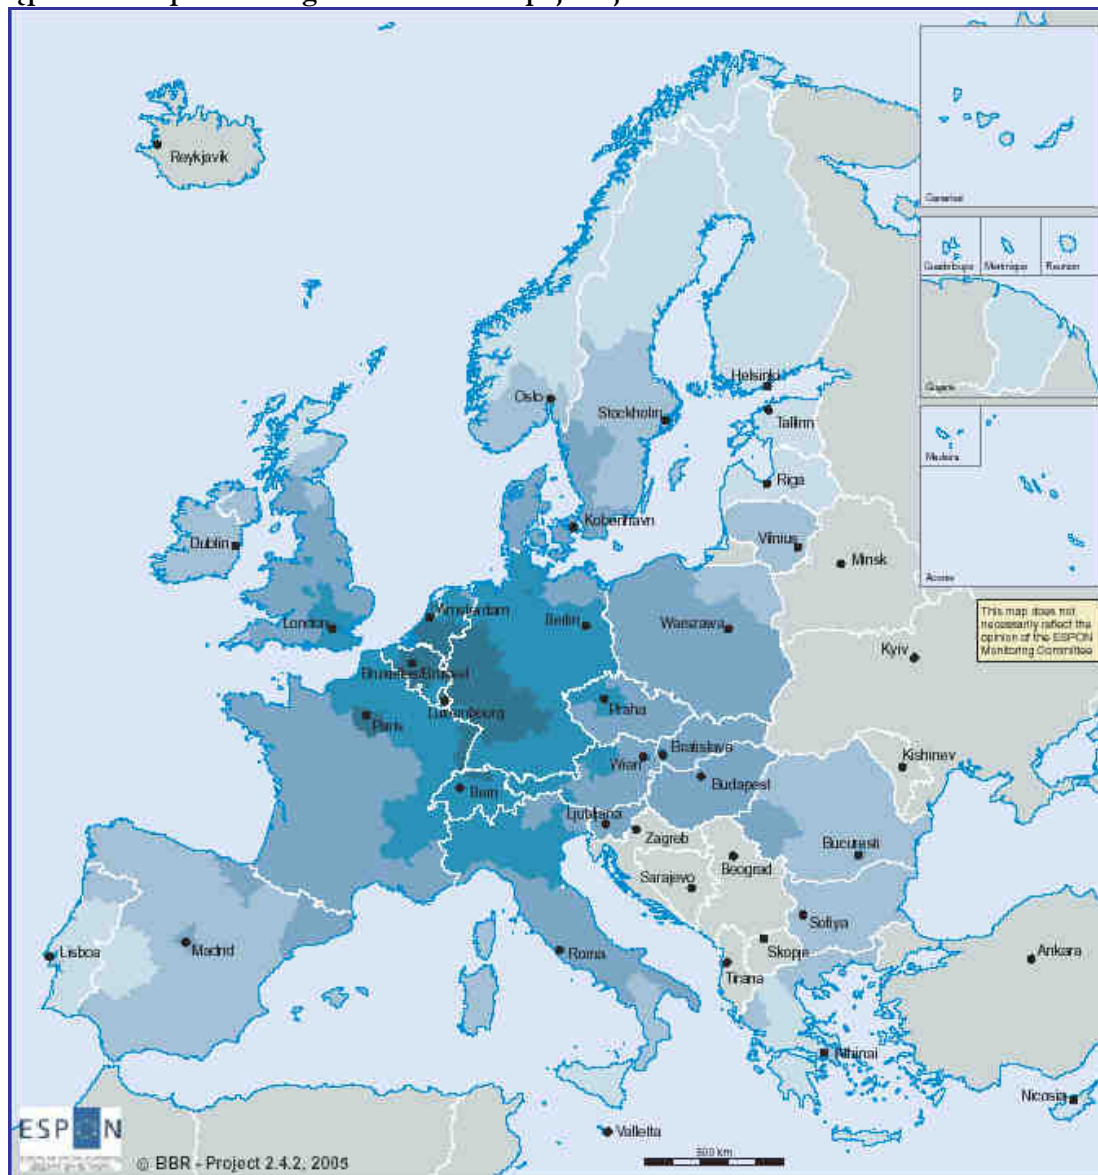 Reykjavik
Canarias
Guadeloupe
Martinique
Reunion
Guyane
Helsinki
Oslo
Stockholm
Tallinn
Madeira
Riga
Kobenhavn
Dublin
Vilnius
Minsk
Acores
This map does not
necessarily reflect the
opinion of the ESPON
Monitoring Committee
Amsterdam
London
Berlin
Warszawa
Kyiv
Bruxelles/Brussel
Luxembourg
Paris
Praha
Bratislava
Kishinev
Wien
Bern
Budapest
Ljubljana
Zagreb
Bucuresti
Beograd
Sarajevo
Sofiya
Lisboa
Madrid
Roma
Skopje
Ankara
Tirana
Athinai
Nicosia
ESPON
Valletta
500 km
© BBR - Project 2.4.2, 2005